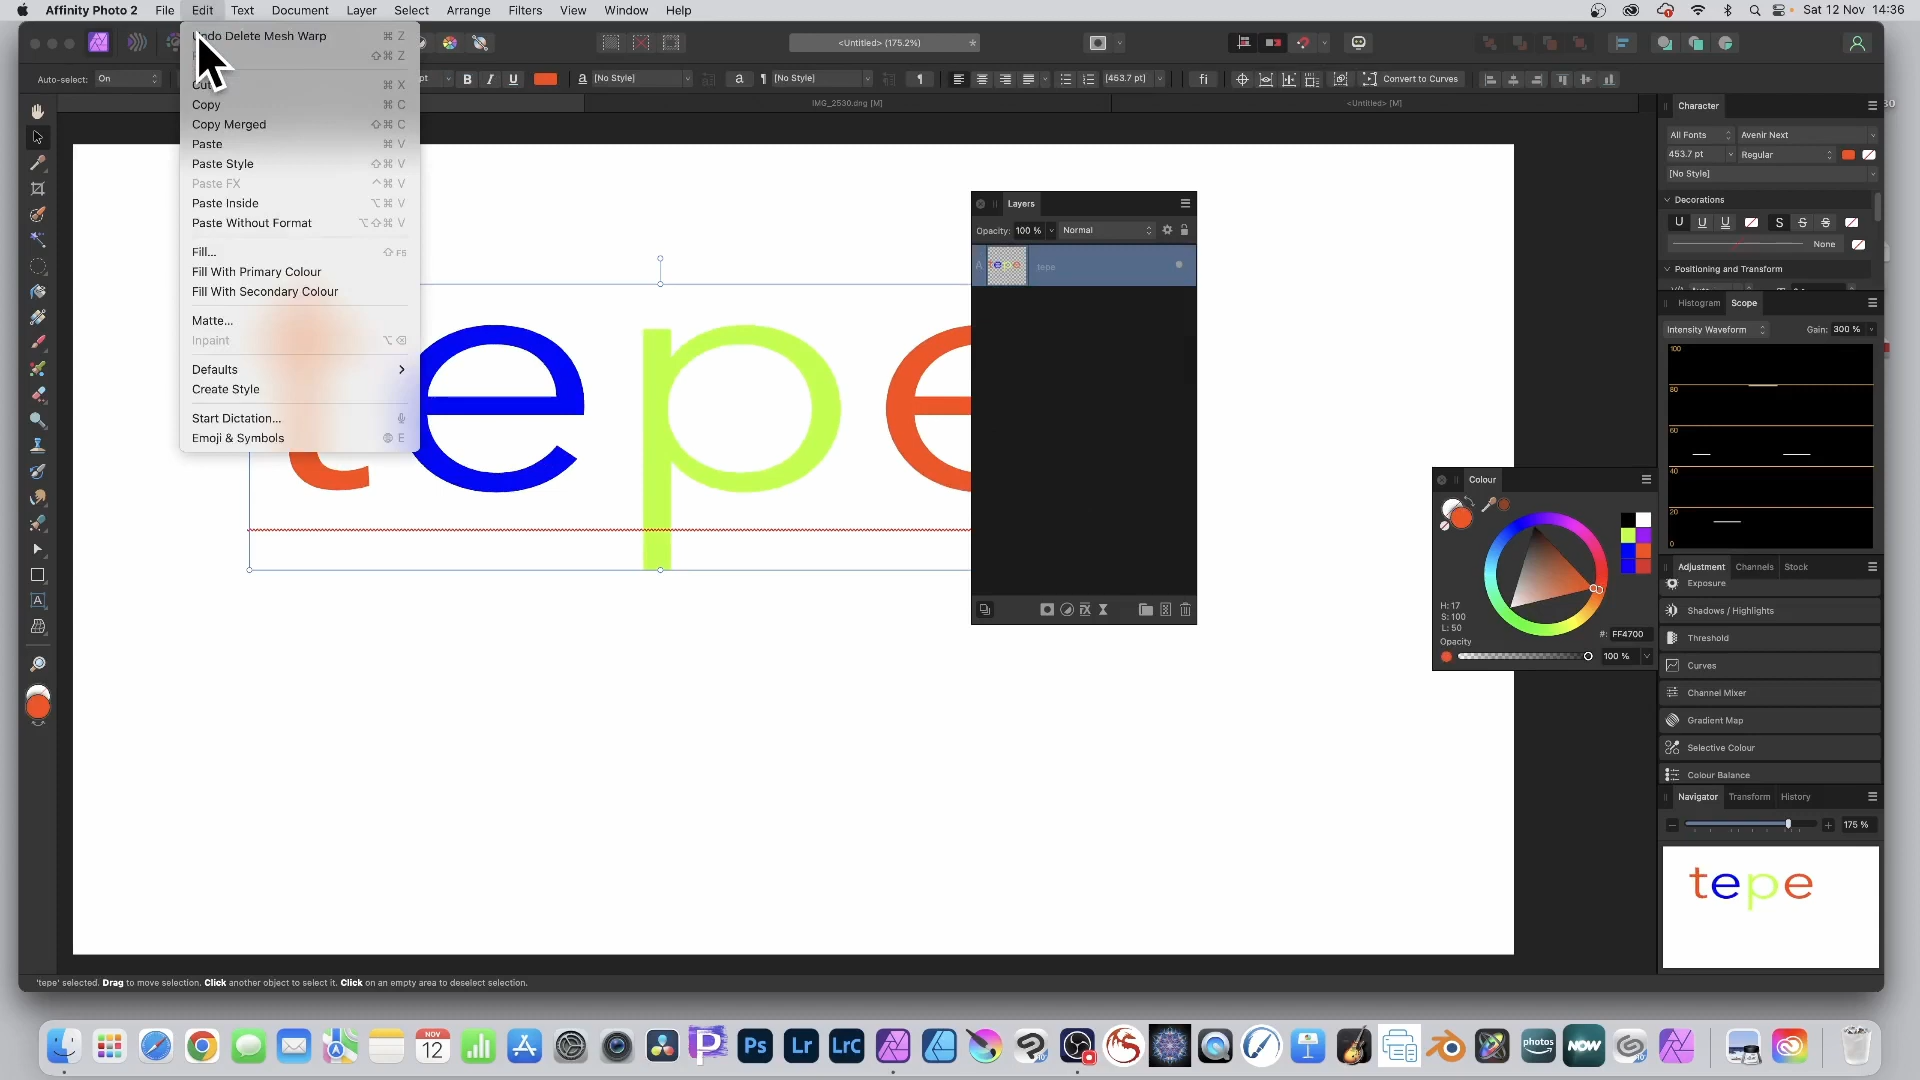 Affinity Photo 2 File Edit Text Document Layer Select Arrange Filters View Window Help Sat 12 Nov 14:36
Undo Delete Mesh Warp ⌘ Z
⇧⌘ Z
Cut ⌘ X
Copy ⌘ C
Copy Merged ⇧⌘ C
Paste ⌘ V
Paste Style ⇧⌘ V
Paste FX ^⌘ V
Paste Inside ⌥⌘ V
Paste Without Format ⌥⇧⌘ V
Fill... ⇧ F5
Fill With Primary Colour
Fill With Secondary Colour
Matte...
Inpaint ⌥⌫
Defaults
Create Style
Start Dictation...
Emoji & Symbols E
<Untitled> (175.2%) *
Auto-select: On pt B I U a [No Style] a ¶ [No Style] ¶ [463.7 pt] fi Convert to Curves
IMG_2530.dng [M] <Untitled> [M]
tepe
Layers
Opacity: 100 % Normal
A tepe
fx
Colour
H: 17
S: 100
L: 50
#: FF4700
Opacity
100 %
Character
All Fonts Avenir Next
453.7 pt Regular
[No Style]
Decorations
U U U S S S
None
Positioning and Transform
Histogram Scope
Intensity Waveform Gain: 300 %
100
80
60
40
20
0
Adjustment Channels Stock
Exposure
Shadows / Highlights
Threshold
Curves
Channel Mixer
Gradient Map
Selective Colour
Colour Balance
Navigator Transform History
175 %
tepe
'tepe' selected. Drag to move selection. Click another object to select it. Click on an empty area to deselect selection.
NOV
12
Ps Lr LrC
photos
NOW